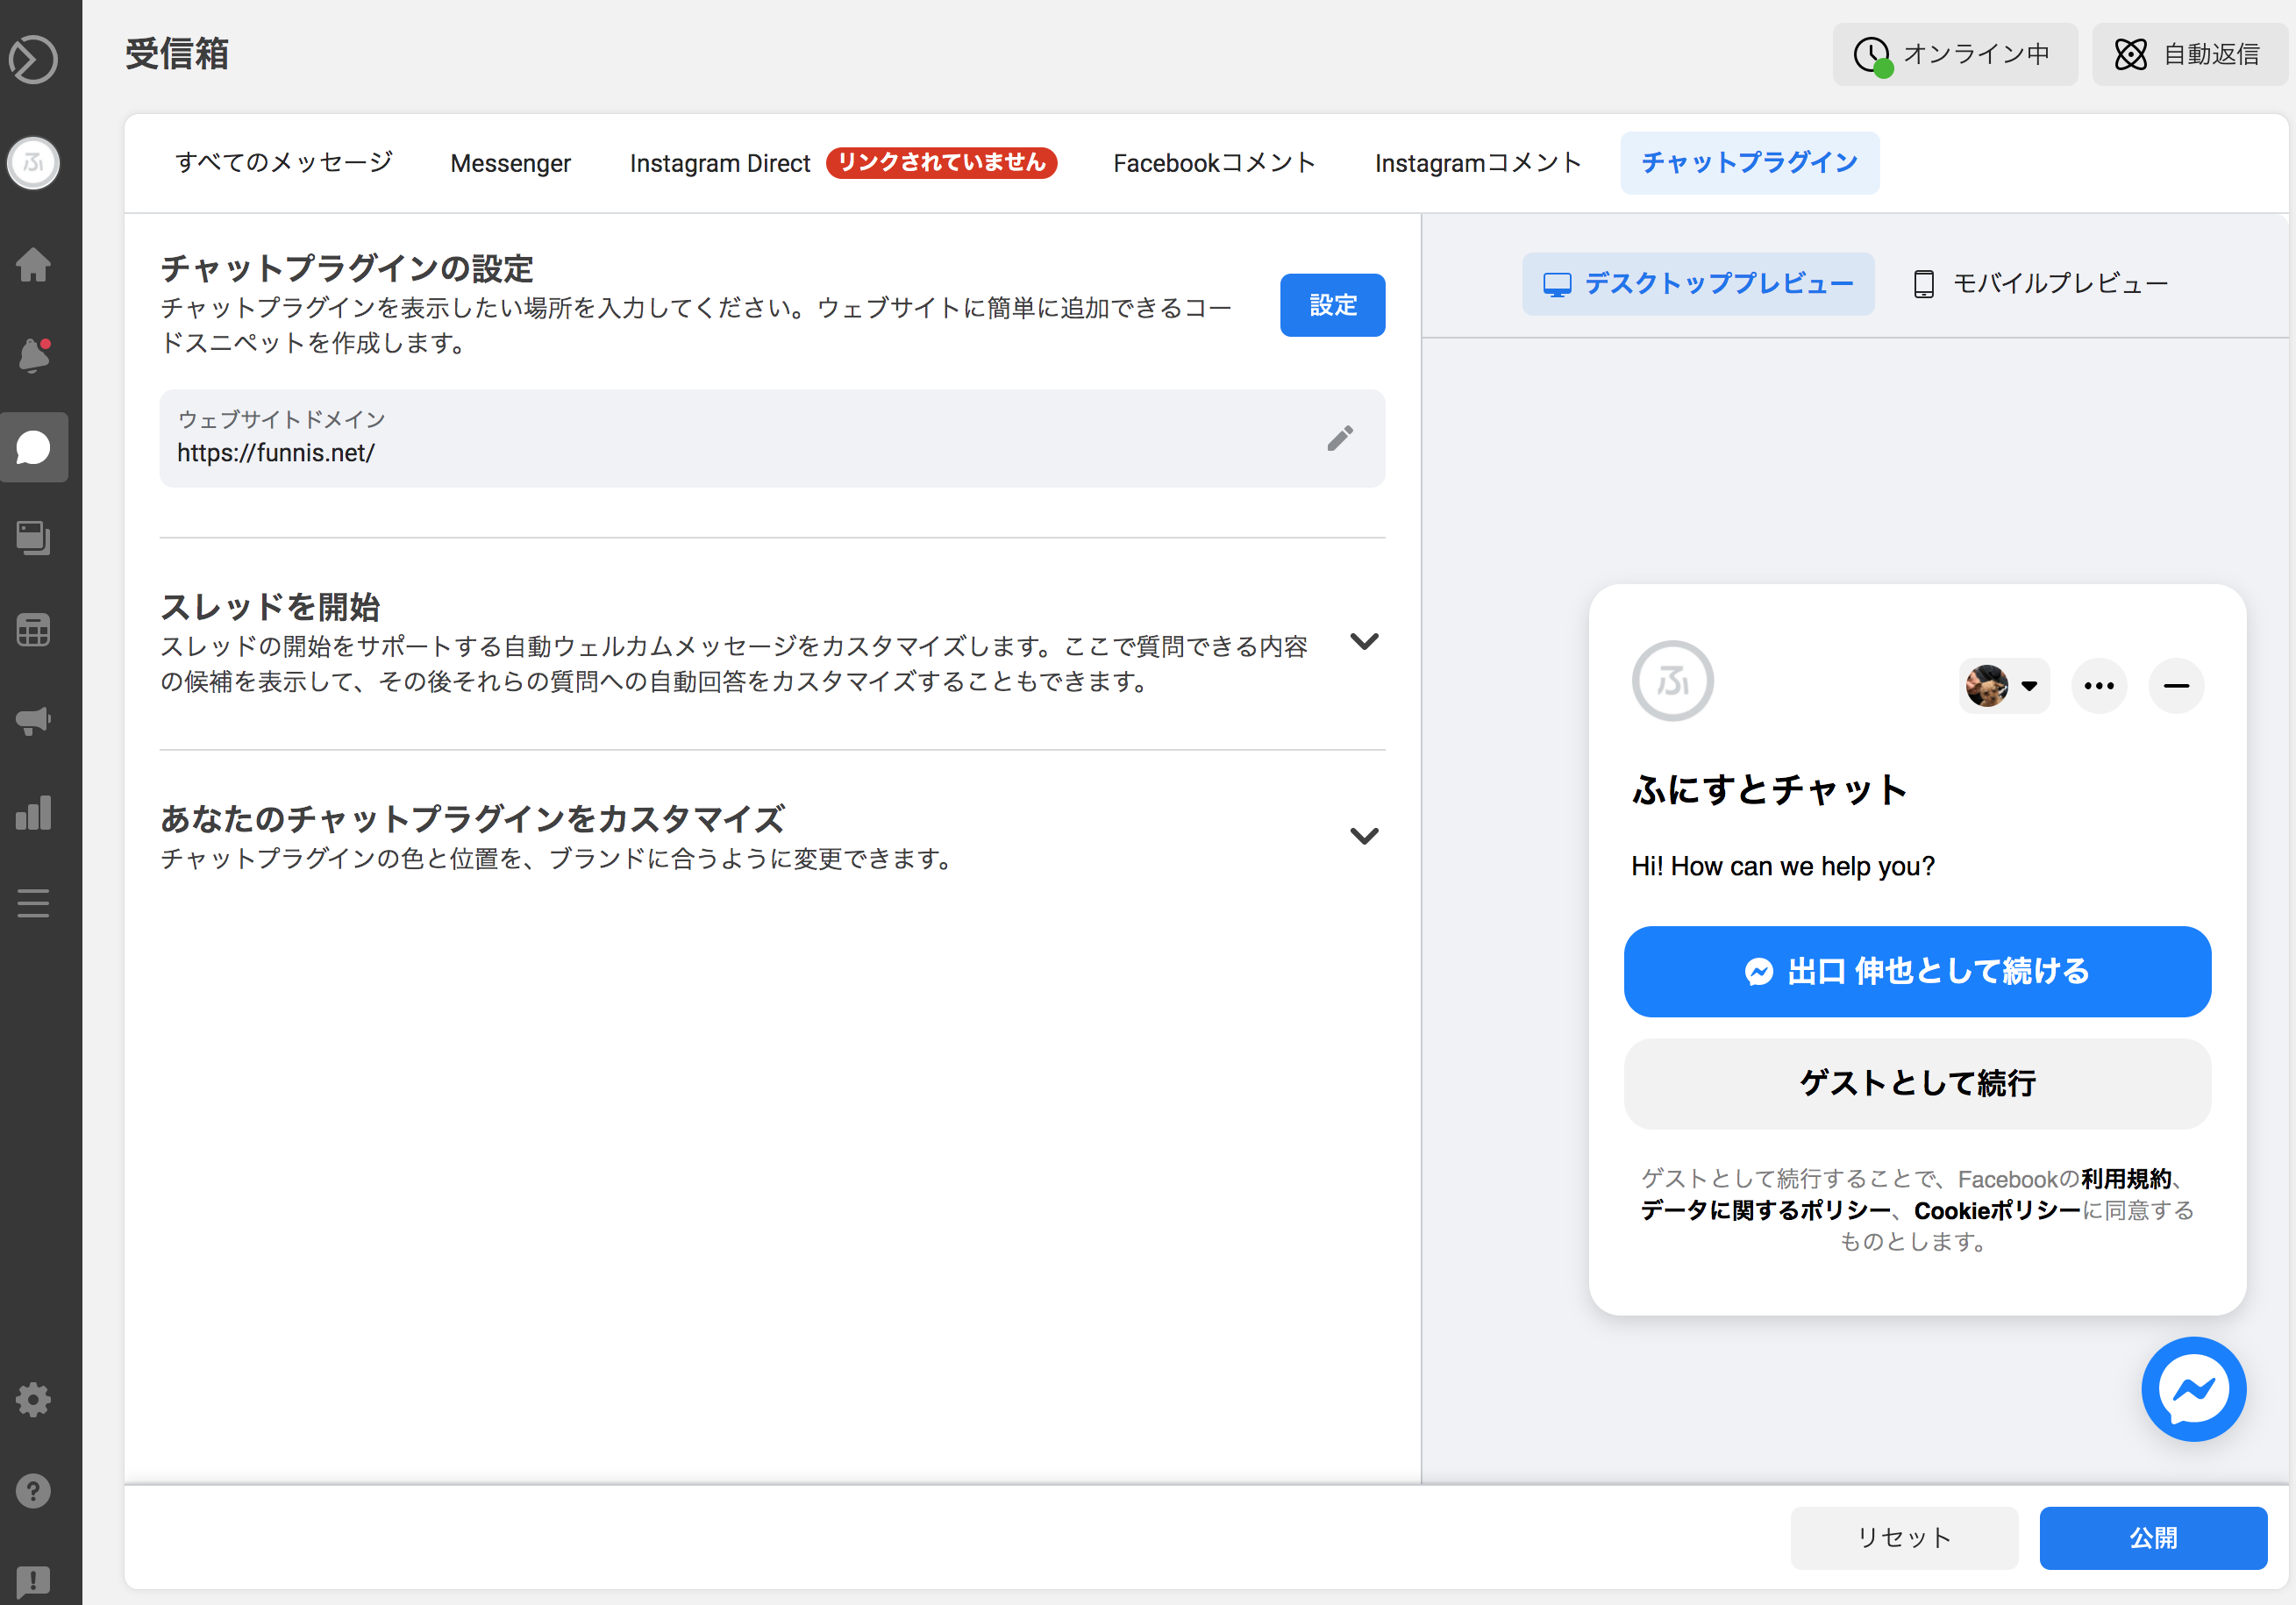 受信箱
オンライン中
自動返信
ふ
すべてのメッセージ
Messenger
Instagram Direct
リンクされていません
Facebookコメント
Instagramコメント
チャットプラグイン
チャットプラグインの設定
チャットプラグインを表示したい場所を入力してください。ウェブサイトに簡単に追加できるコー
ドスニペットを作成します。
設定
ウェブサイトドメイン
https://funnis.net/
スレッドを開始
スレッドの開始をサポートする自動ウェルカムメッセージをカスタマイズします。ここで質問できる内容
の候補を表示して、その後それらの質問への自動回答をカスタマイズすることもできます。
あなたのチャットプラグインをカスタマイズ
チャットプラグインの色と位置を、ブランドに合うように変更できます。
デスクトッププレビュー
モバイルプレビュー
ふ
ふにすとチャット
Hi! How can we help you?
出口 伸也として続ける
ゲストとして続行
ゲストとして続行することで、Facebookの利用規約、
データに関するポリシー、Cookieポリシーに同意する
ものとします。
リセット
公開